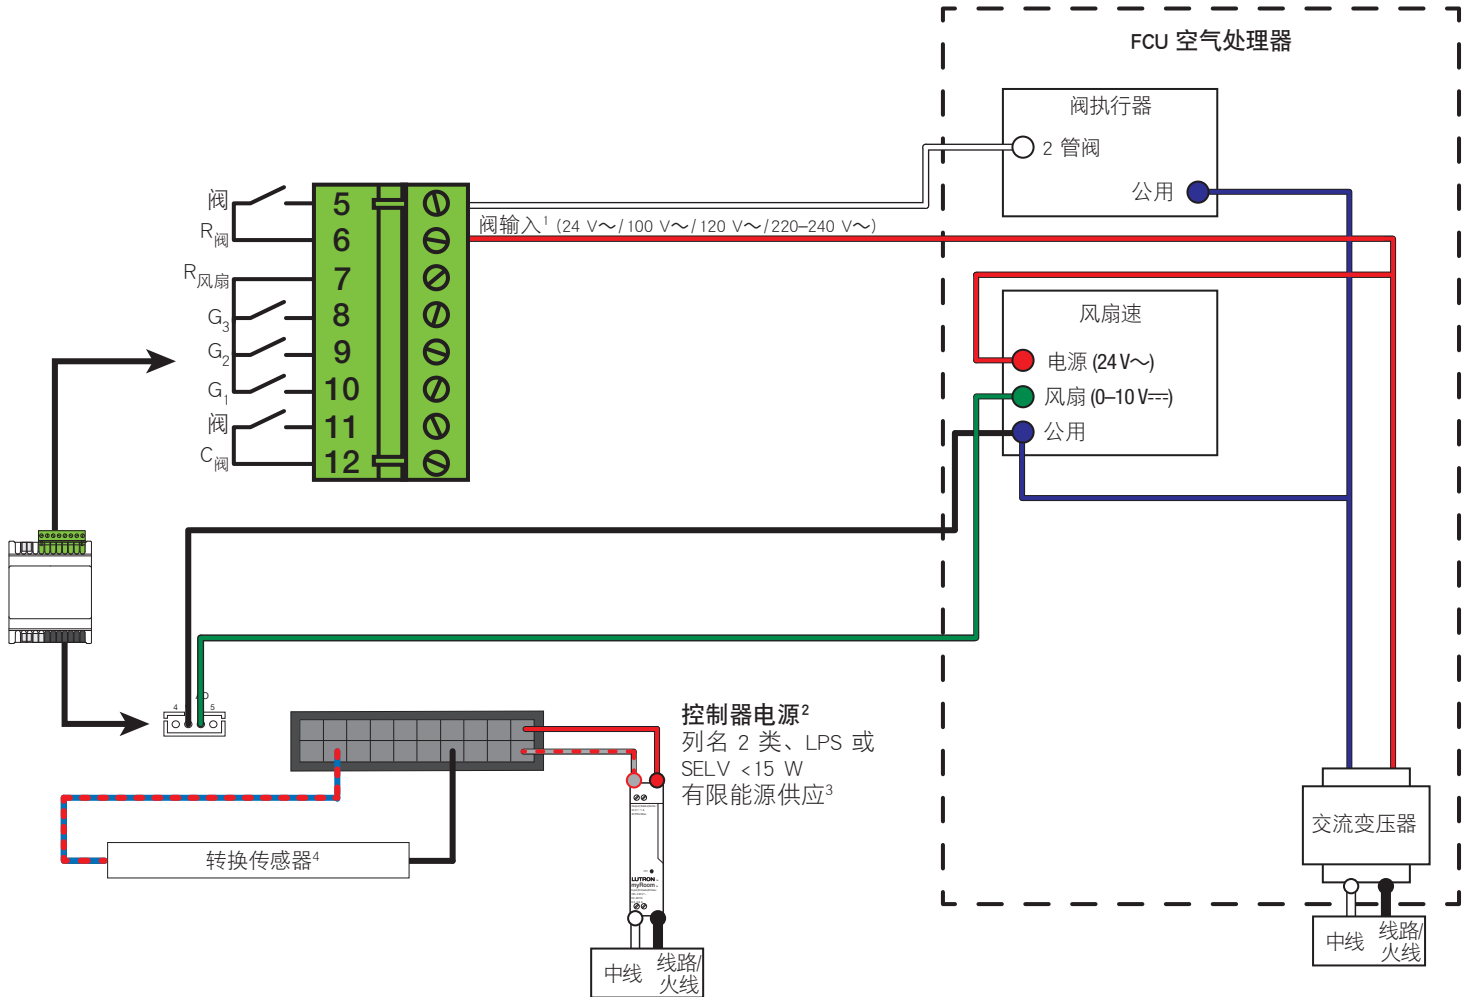 FCU 空气处理器
阀执行器
2 管阀
公用
阀
R阀
R风扇
G3
G2
G1
阀
C阀
5
6
7
8
9
10
11
12
阀输入¹ (24 V～/100 V～/120 V～/220–240 V～)
风扇速
电源 (24 V～)
风扇 (0–10 V⎓)
公用
4
5
控制器电源²
列名 2 类、LPS 或
SELV <15 W
有限能源供应³
转换传感器⁴
LUTRON
myRoom
中线
线路/
火线
交流变压器
中线
线路/
火线